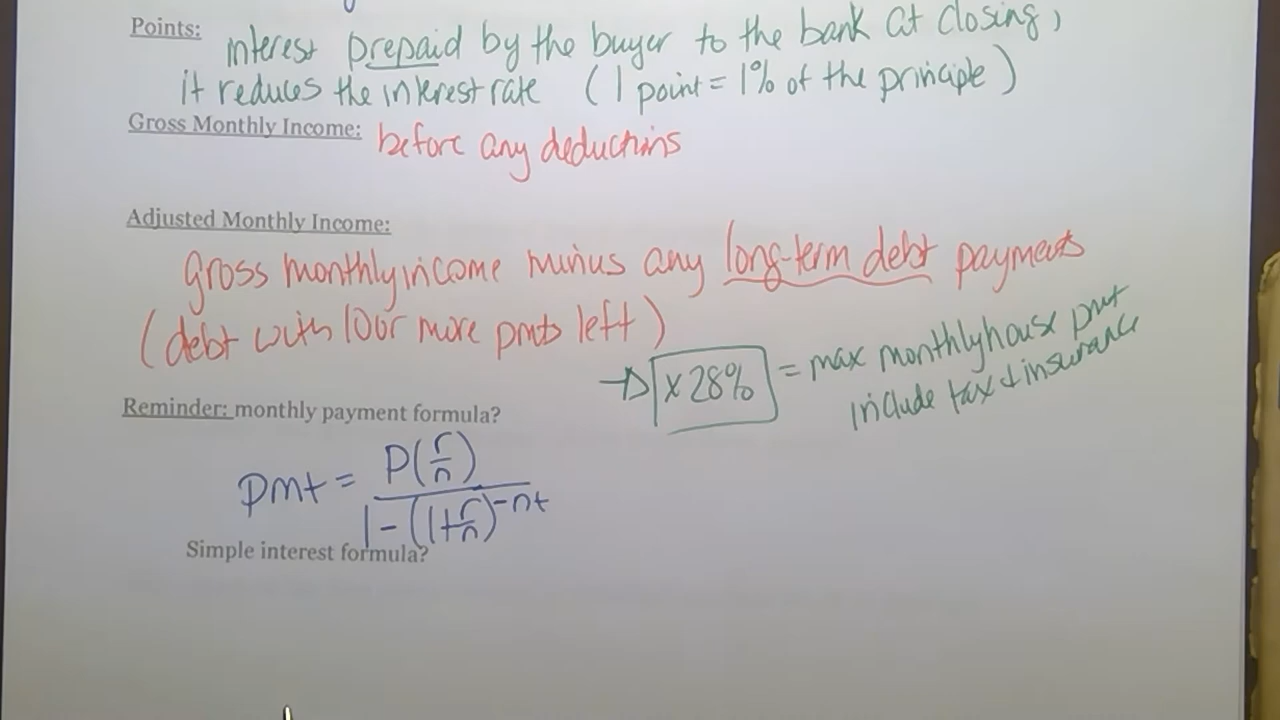 Points: interest prepaid by the buyer to the bank at closing,
it reduces the interest rate (1 point = 1% of the principle)
Gross Monthly Income: before any deductions
Adjusted Monthly Income:
gross monthly income minus any long-term debt payments
(debt with 10 or more pmts left)
→ x 28% = max monthly house pmt
include tax & insurance
Reminder: monthly payment formula?
pmt = P(r/n) / 1-(1+r/n)^-nt
Simple interest formula?